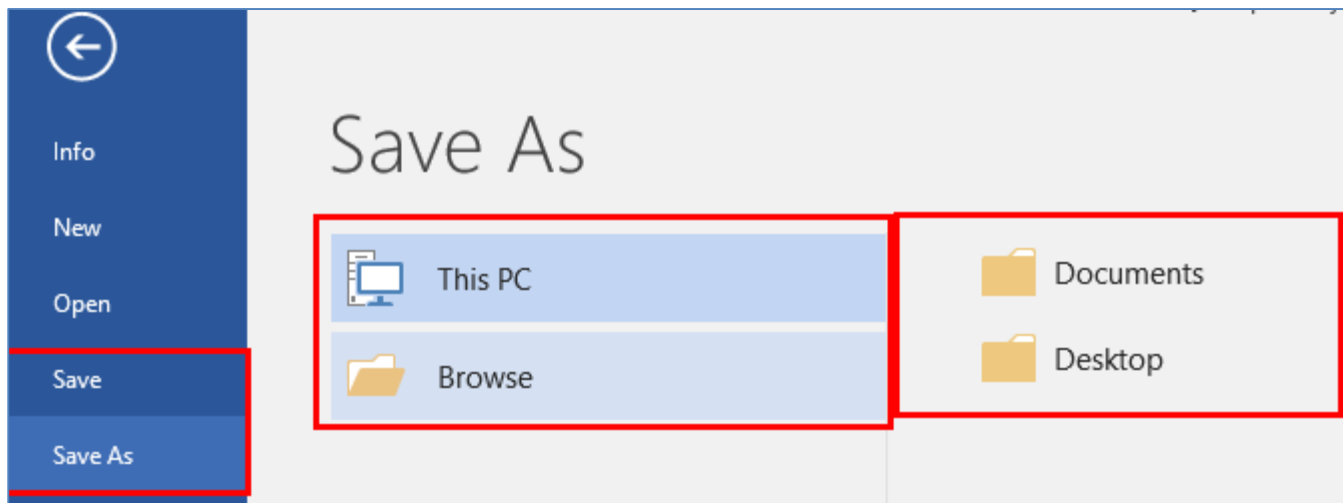 Info
New
Open
Save
Save As
Save As
This PC
Browse
Documents
Desktop